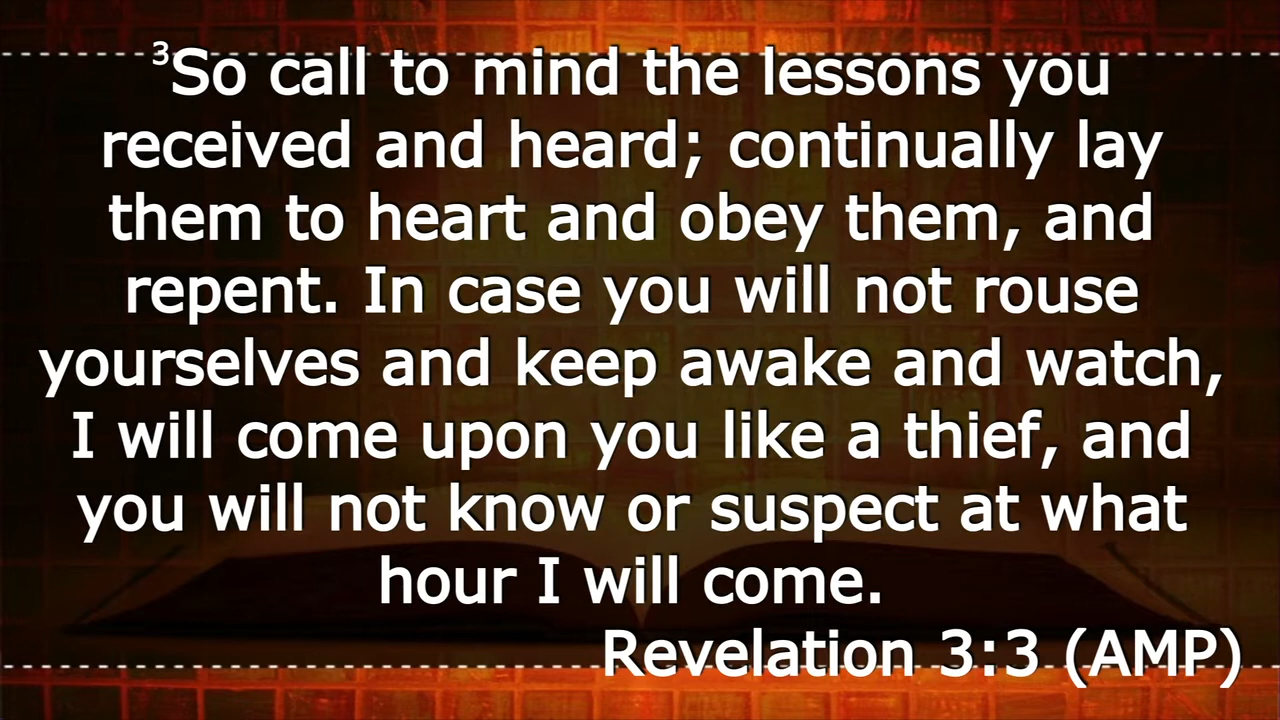 3So call to mind the lessons you
received and heard; continually lay
them to heart and obey them, and
repent. In case you will not rouse
yourselves and keep awake and watch,
I will come upon you like a thief, and
you will not know or suspect at what
hour I will come.
Revelation 3:3 (AMP)